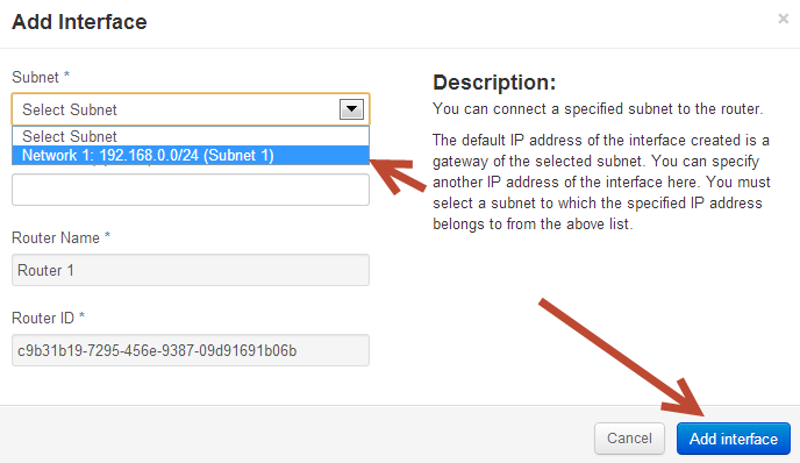 Add Interface
×
Subnet *
Select Subnet
Select Subnet
Network 1: 192.168.0.0/24 (Subnet 1)
Router Name *
Router 1
Router ID *
c9b31b19-7295-456e-9387-09d91691b06b
Description:
You can connect a specified subnet to the router.
The default IP address of the interface created is a
gateway of the selected subnet. You can specify
another IP address of the interface here. You must
select a subnet to which the specified IP address
belongs to from the above list.
Cancel
Add interface